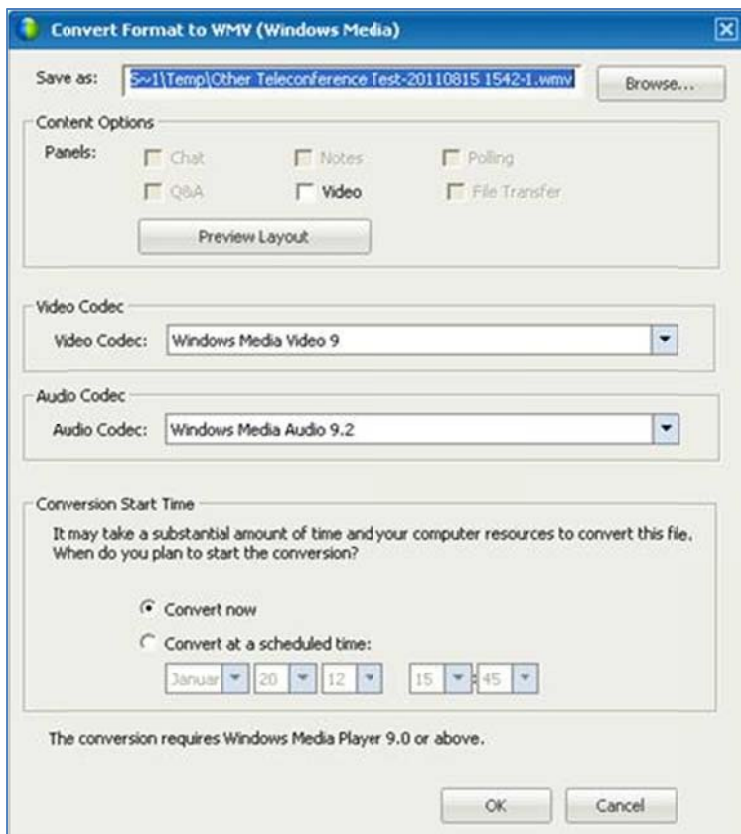 Convert Format to WMV (Windows Media)
Save as: S~1\Temp\Other Teleconference Test-20110815 1542-1.wmv Browse...
Content Options
Panels: Chat Notes Polling
Q&A Video File Transfer
Preview Layout
Video Codec
Video Codec: Windows Media Video 9
Audio Codec
Audio Codec: Windows Media Audio 9.2
Conversion Start Time
It may take a substantial amount of time and your computer resources to convert this file.
When do you plan to start the conversion?
Convert now
Convert at a scheduled time:
Januar 20 12 15 : 45
The conversion requires Windows Media Player 9.0 or above.
OK Cancel